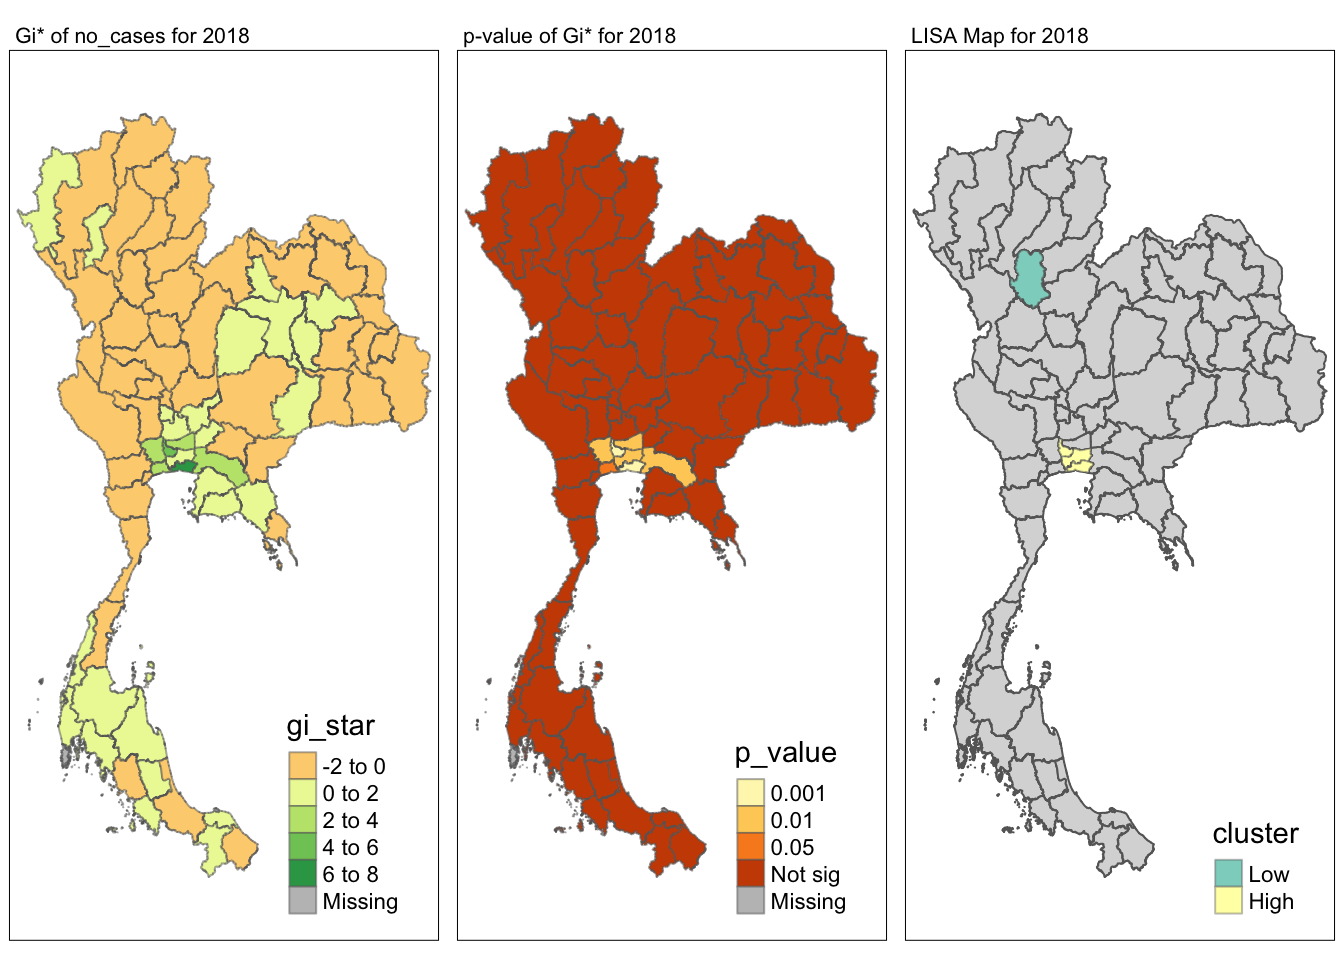 Gi* of no_cases for 2018
gi_star
-2 to 0
0 to 2
2 to 4
4 to 6
6 to 8
Missing
p-value of Gi* for 2018
p_value
0.001
0.01
0.05
Not sig
Missing
LISA Map for 2018
cluster
Low
High